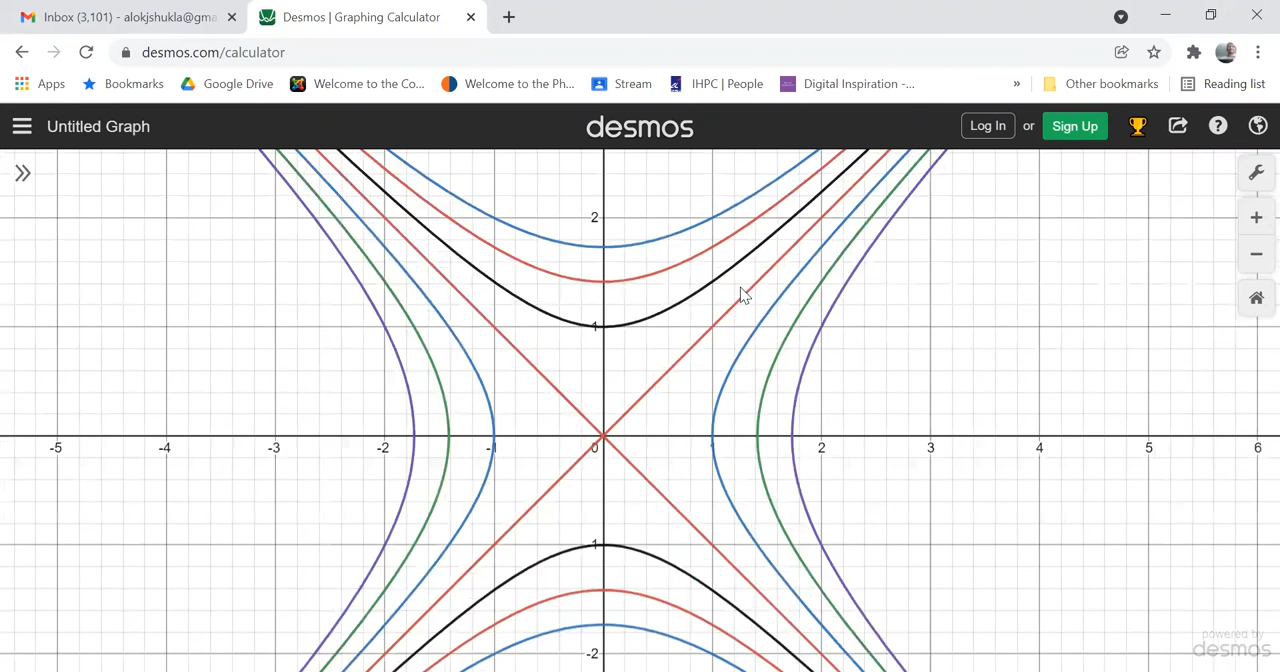 Inbox (3,101) - alokjshukla@gma
Desmos | Graphing Calculator
desmos.com/calculator
Apps Bookmarks Google Drive Welcome to the Co... Welcome to the Ph... Stream IHPC | People Digital Inspiration -... » Other bookmarks Reading list
Untitled Graph
desmos
Log In or Sign Up
2
1
-5 -4 -3 -2 -1 0 1 2 3 4 5 6
-1
-2
powered by
desmos